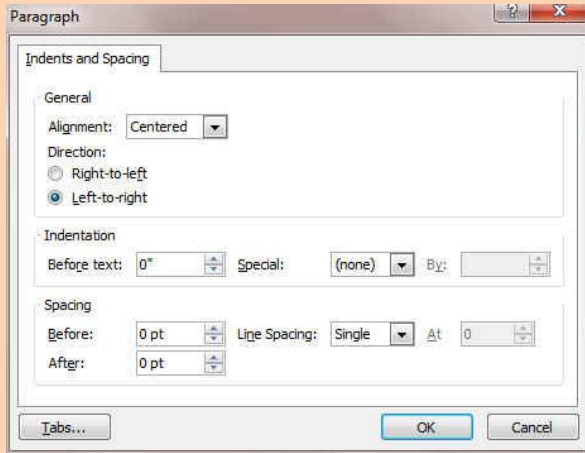 Paragraph
Indents and Spacing
General
Alignment: Centered
Direction:
Right-to-left
Left-to-right
Indentation
Before text: 0" Special: (none) By:
Spacing
Before: 0 pt Line Spacing: Single At 0
After: 0 pt
Tabs... OK Cancel